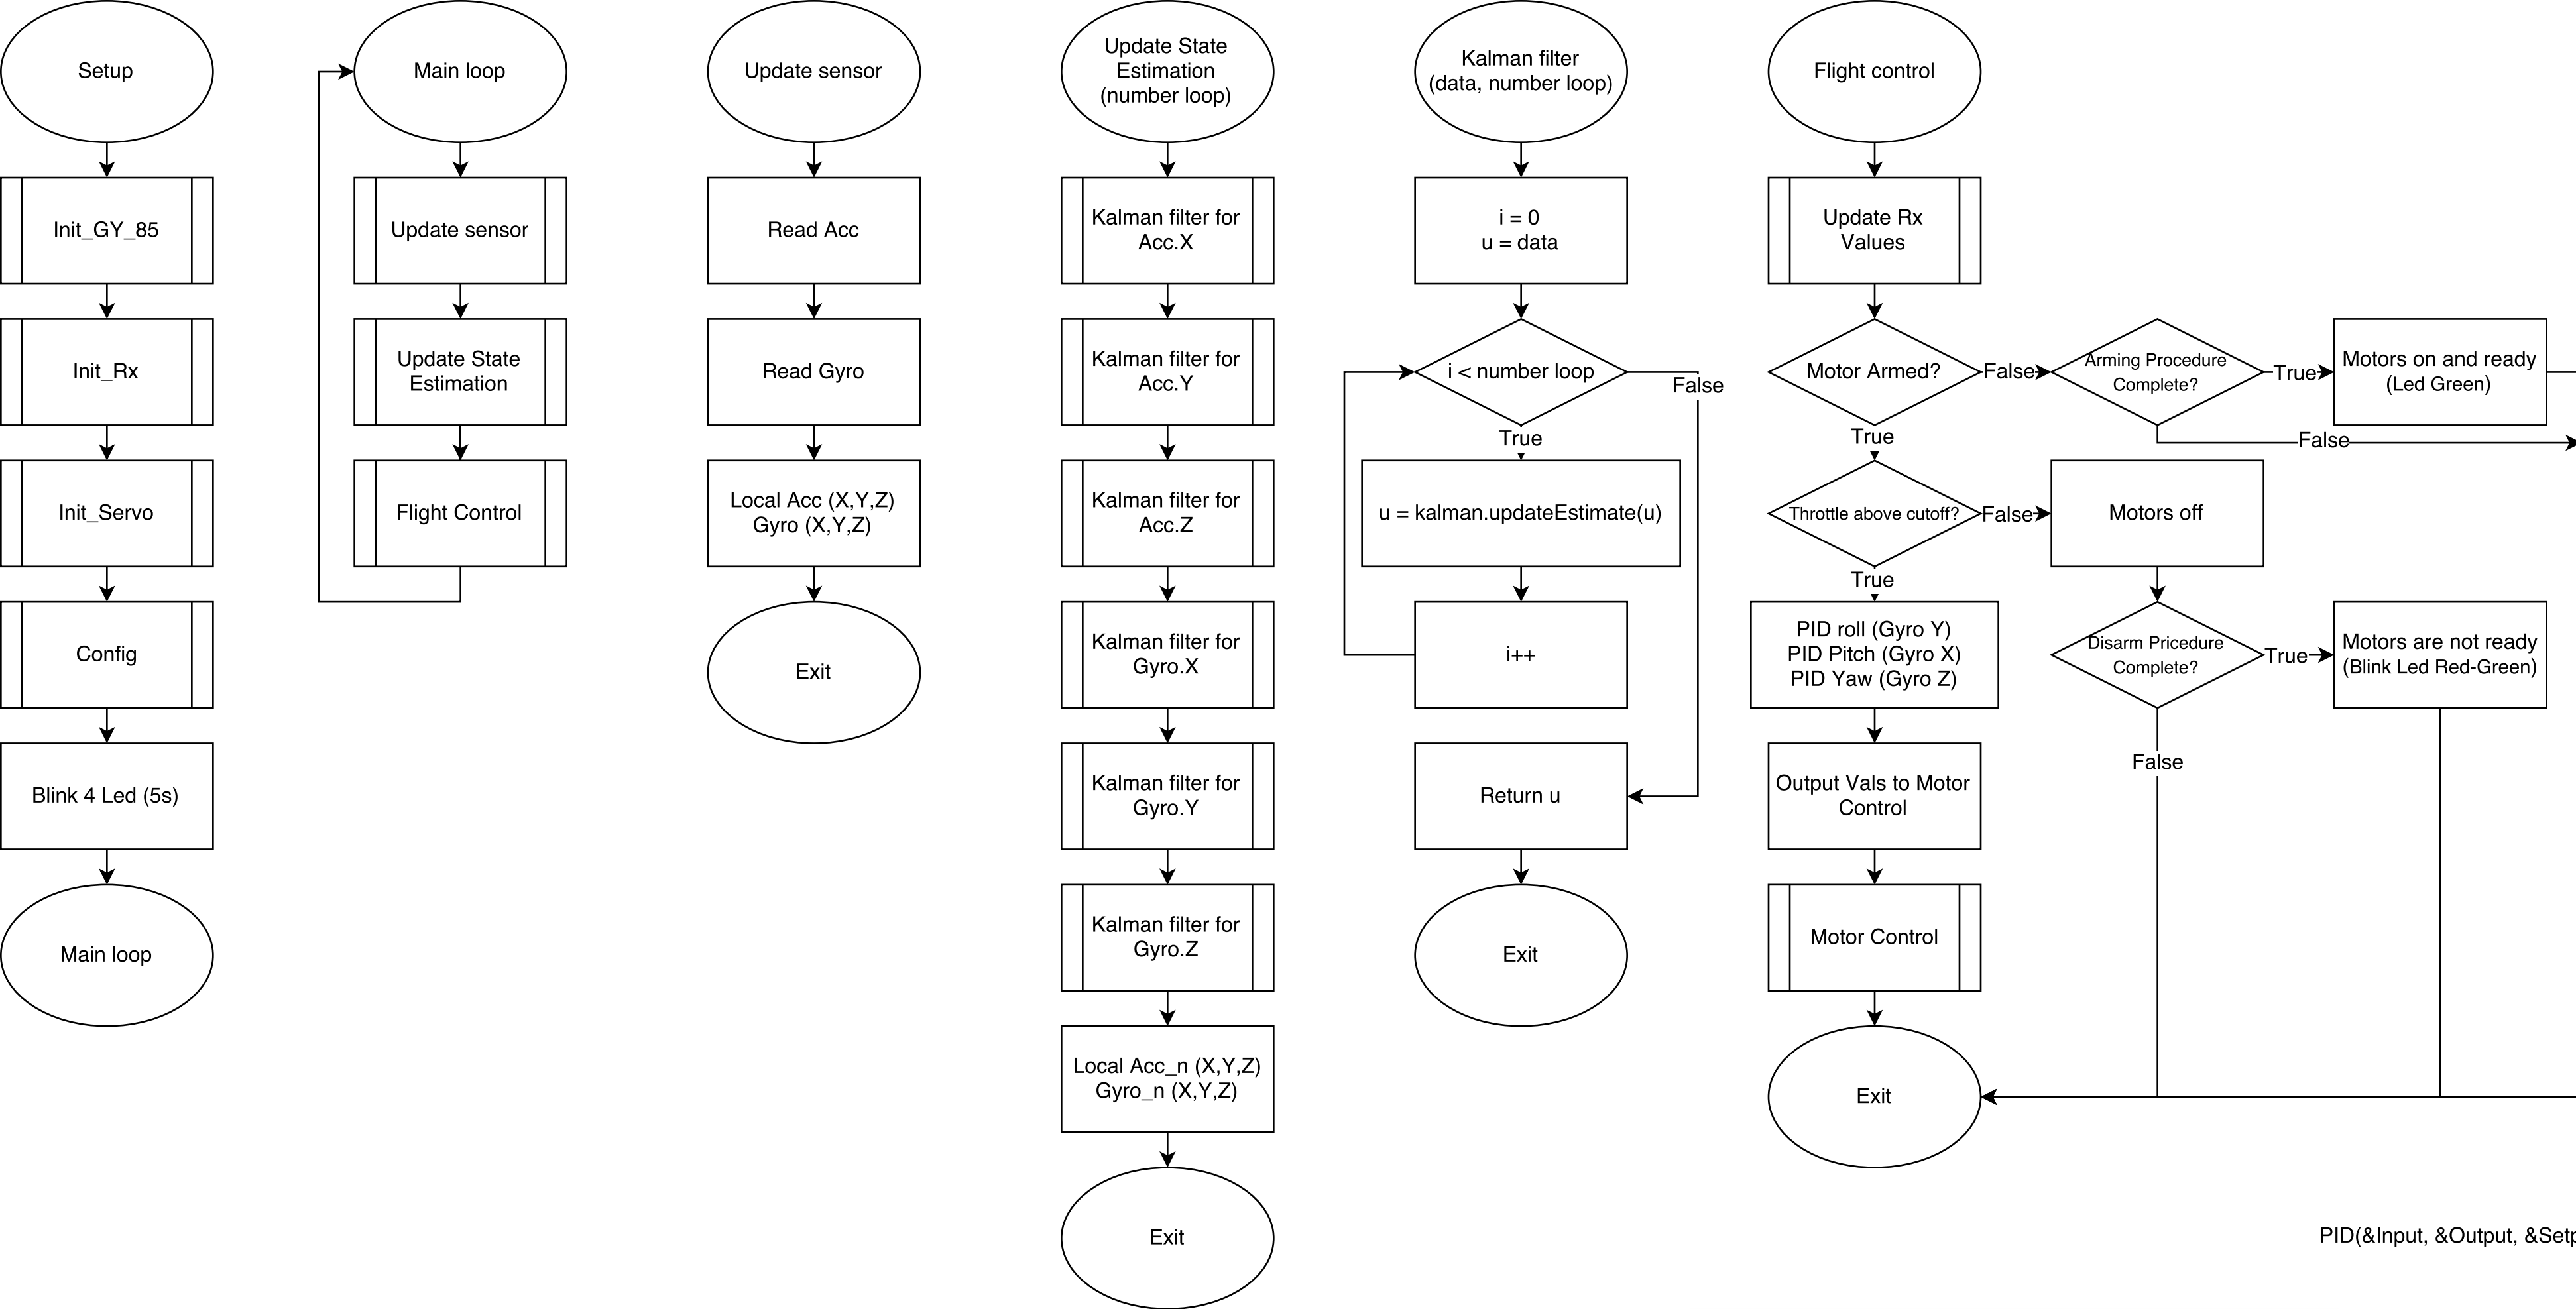 Setup
Init_GY_85
Init_Rx
Init_Servo
Config
Blink 4 Led (5s)
Main loop
Main loop
Update sensor
Update State
Estimation
Flight Control
Update sensor
Read Acc
Read Gyro
Local Acc (X,Y,Z)
Gyro (X,Y,Z)
Exit
Update State
Estimation
(number loop)
Kalman filter for
Acc.X
Kalman filter for
Acc.Y
Kalman filter for
Acc.Z
Kalman filter for
Gyro.X
Kalman filter for
Gyro.Y
Kalman filter for
Gyro.Z
Local Acc_n (X,Y,Z)
Gyro_n (X,Y,Z)
Exit
Kalman filter
(data, number loop)
i = 0
u = data
i < number loop
False
True
u = kalman.updateEstimate(u)
i++
Return u
Exit
Flight control
Update Rx
Values
Motor Armed?
False
Arming Procedure
Complete?
True
Motors on and ready
(Led Green)
False
True
Throttle above cutoff?
False
Motors off
True
PID roll (Gyro Y)
PID Pitch (Gyro X)
PID Yaw (Gyro Z)
Disarm Pricedure
Complete?
True
Motors are not ready
(Blink Led Red-Green)
False
Output Vals to Motor
Control
Motor Control
Exit
PID(&Input, &Output,